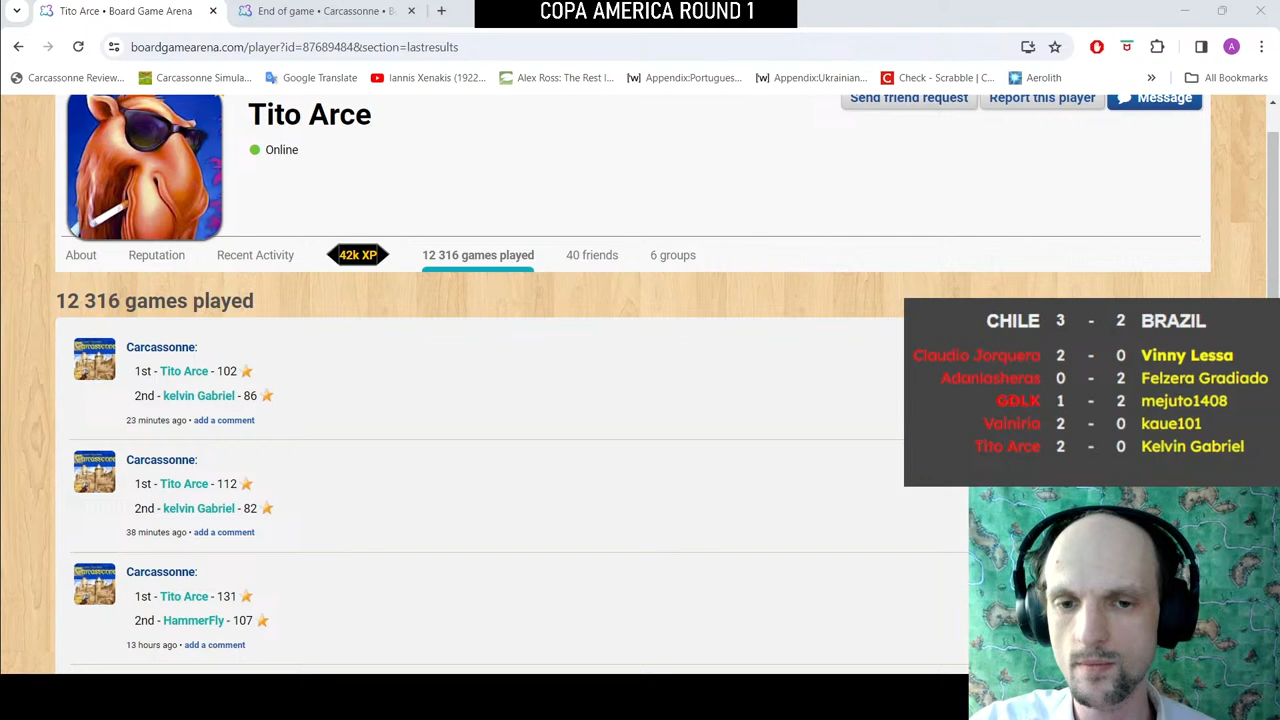 Tito Arce • Board Game Arena
End of game • Carcassonne • B
COPA AMERICA ROUND 1
boardgamearena.com/player?id=87689484&section=lastresults
A
Carcassonne Review...
Carcassonne Simula...
Google Translate
Iannis Xenakis (1922...
Alex Ross: The Rest I...
Appendix:Portugues...
Appendix:Ukrainian...
Check - Scrabble | C...
Aerolith
All Bookmarks
Tito Arce
Send friend request
Report this player
Message
Online
About
Reputation
Recent Activity
42k XP
12 316 games played
40 friends
6 groups
12 316 games played
Carcassonne:
1st - Tito Arce - 102
2nd - kelvin Gabriel - 86
23 minutes ago • add a comment
Carcassonne:
1st - Tito Arce - 112
2nd - kelvin Gabriel - 82
38 minutes ago • add a comment
Carcassonne:
1st - Tito Arce - 131
2nd - HammerFly - 107
13 hours ago • add a comment
CHILE 3 - 2 BRAZIL
Claudio Jorquera 2 - 0 Vinny Lessa
Adanlasheras 0 - 2 Felzera Gradiado
GDLK 1 - 2 mejuto1408
Valniria 2 - 0 kaue101
Tito Arce 2 - 0 Kelvin Gabriel